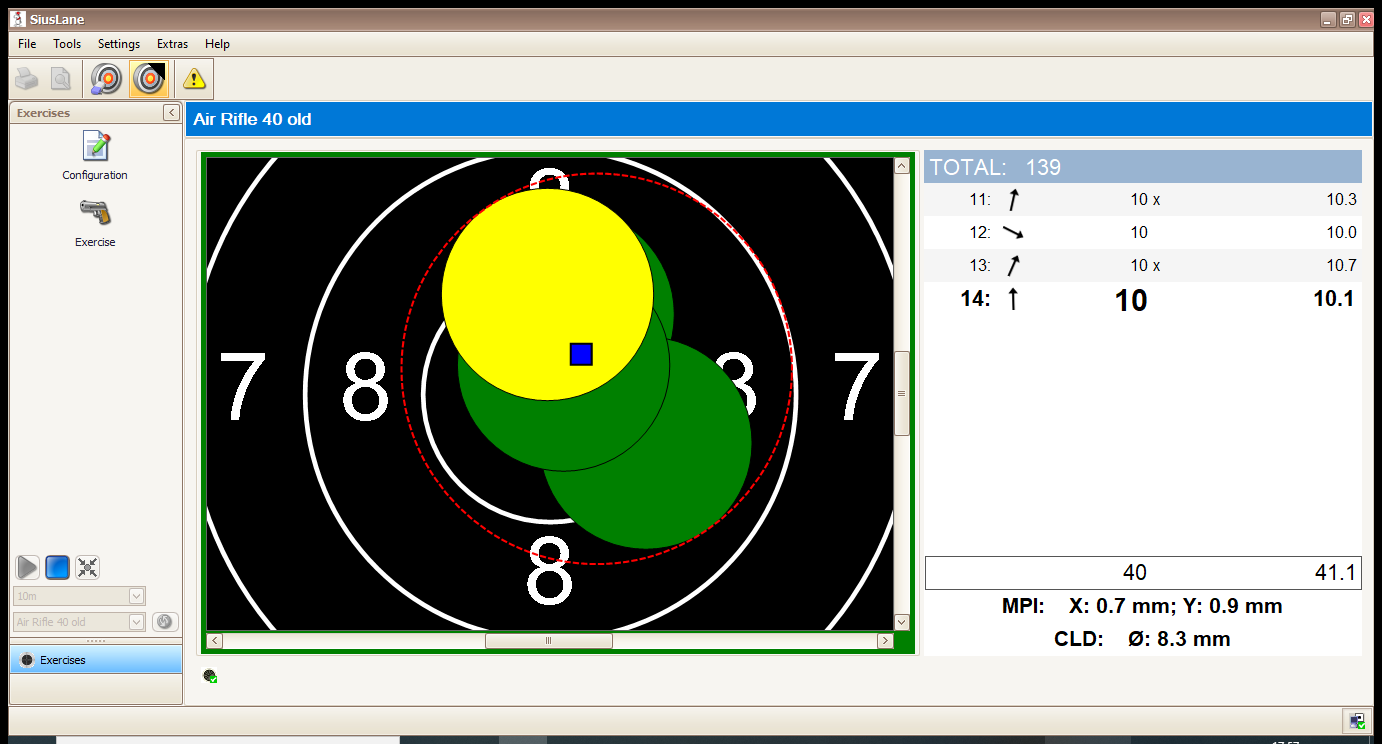 SiusLane
File Tools Settings Extras Help
Exercises
Configuration
Exercise
10m
Air Rifle 40 old
Exercises
Air Rifle 40 old
7 8 8 7
8
TOTAL: 139
11: 10 x 10.3
12: 10 10.0
13: 10 x 10.7
14: 10 10.1
40 41.1
MPI: X: 0.7 mm; Y: 0.9 mm
CLD: Ø: 8.3 mm